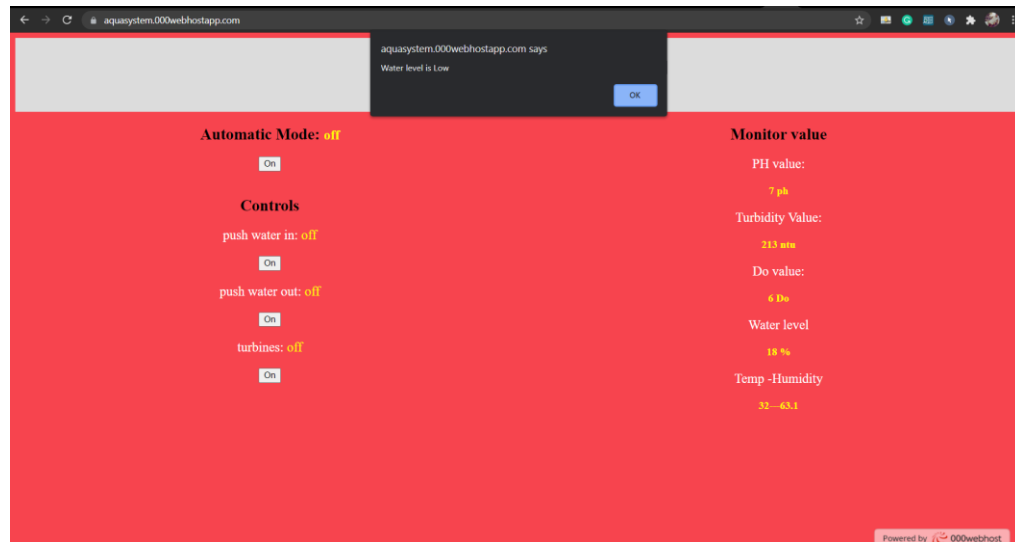 aquasystem.000webhostapp.com
aquasystem.000webhostapp.com says
Water level is Low
OK
Automatic Mode: off
On
Controls
push water in: off
On
push water out: off
On
turbines: off
On
Monitor value
PH value:
7 ph
Turbidity Value:
213 ntu
Do value:
6 Do
Water level
18 %
Temp -Humidity
32---63.1
Powered by 000webhost